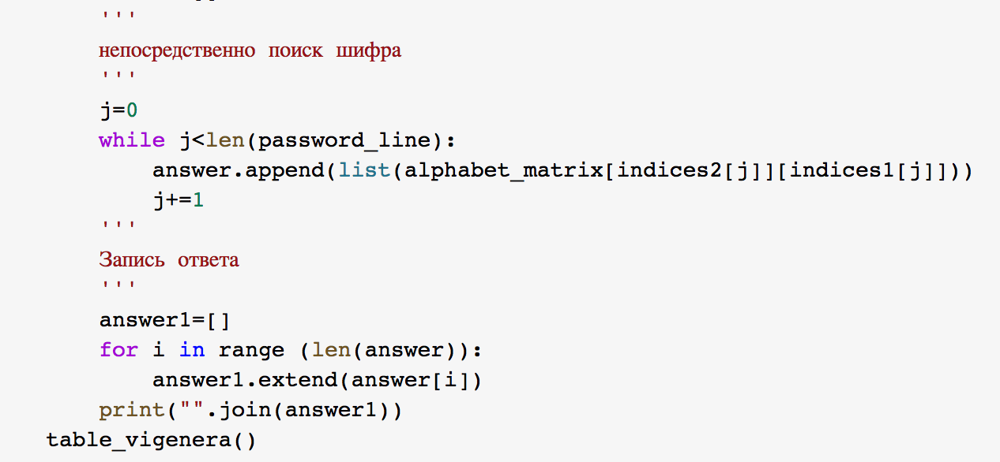 '''
непосредственно поиск шифра
'''
j=0
while j<len(password_line):
    answer.append(list(alphabet_matrix[indices2[j]][indices1[j]]))
    j+=1
'''
Запись ответа
'''
answer1=[]
for i in range (len(answer)):
    answer1.extend(answer[i])
print("".join(answer1))
table_vigenera()